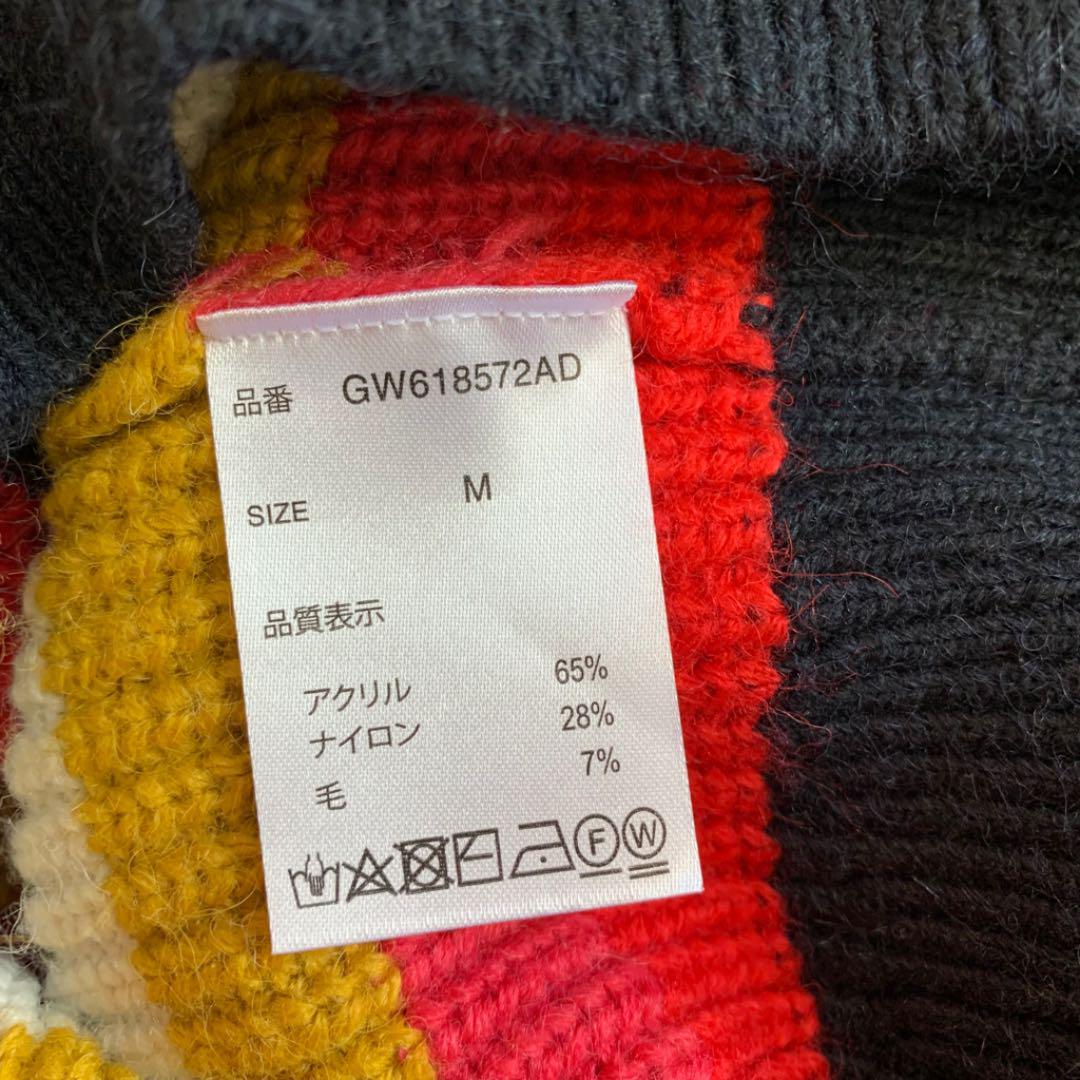 品番 GW618572AD
SIZE M
品質表示
アクリル 65%
ナイロン 28%
毛 7%
F W